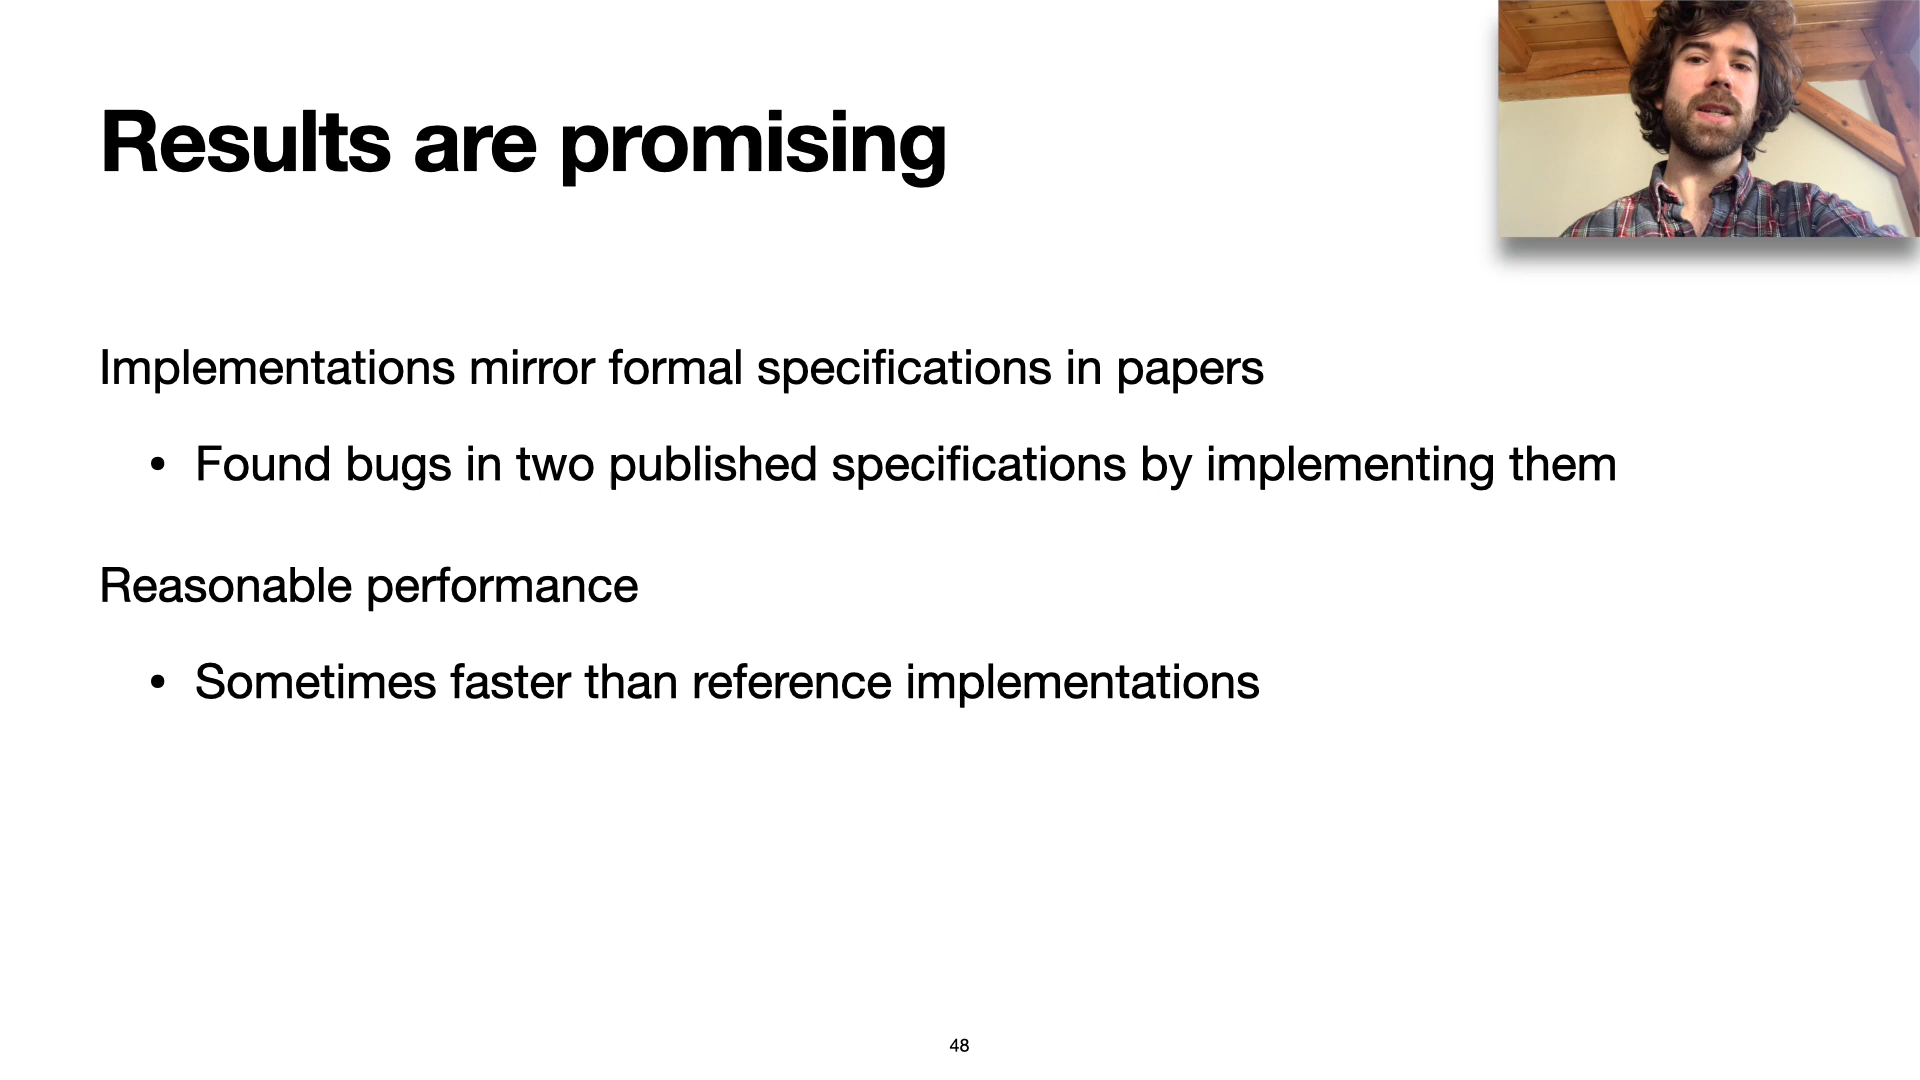 Results are promising
Implementations mirror formal specifications in papers
• Found bugs in two published specifications by implementing them
Reasonable performance
• Sometimes faster than reference implementations
48